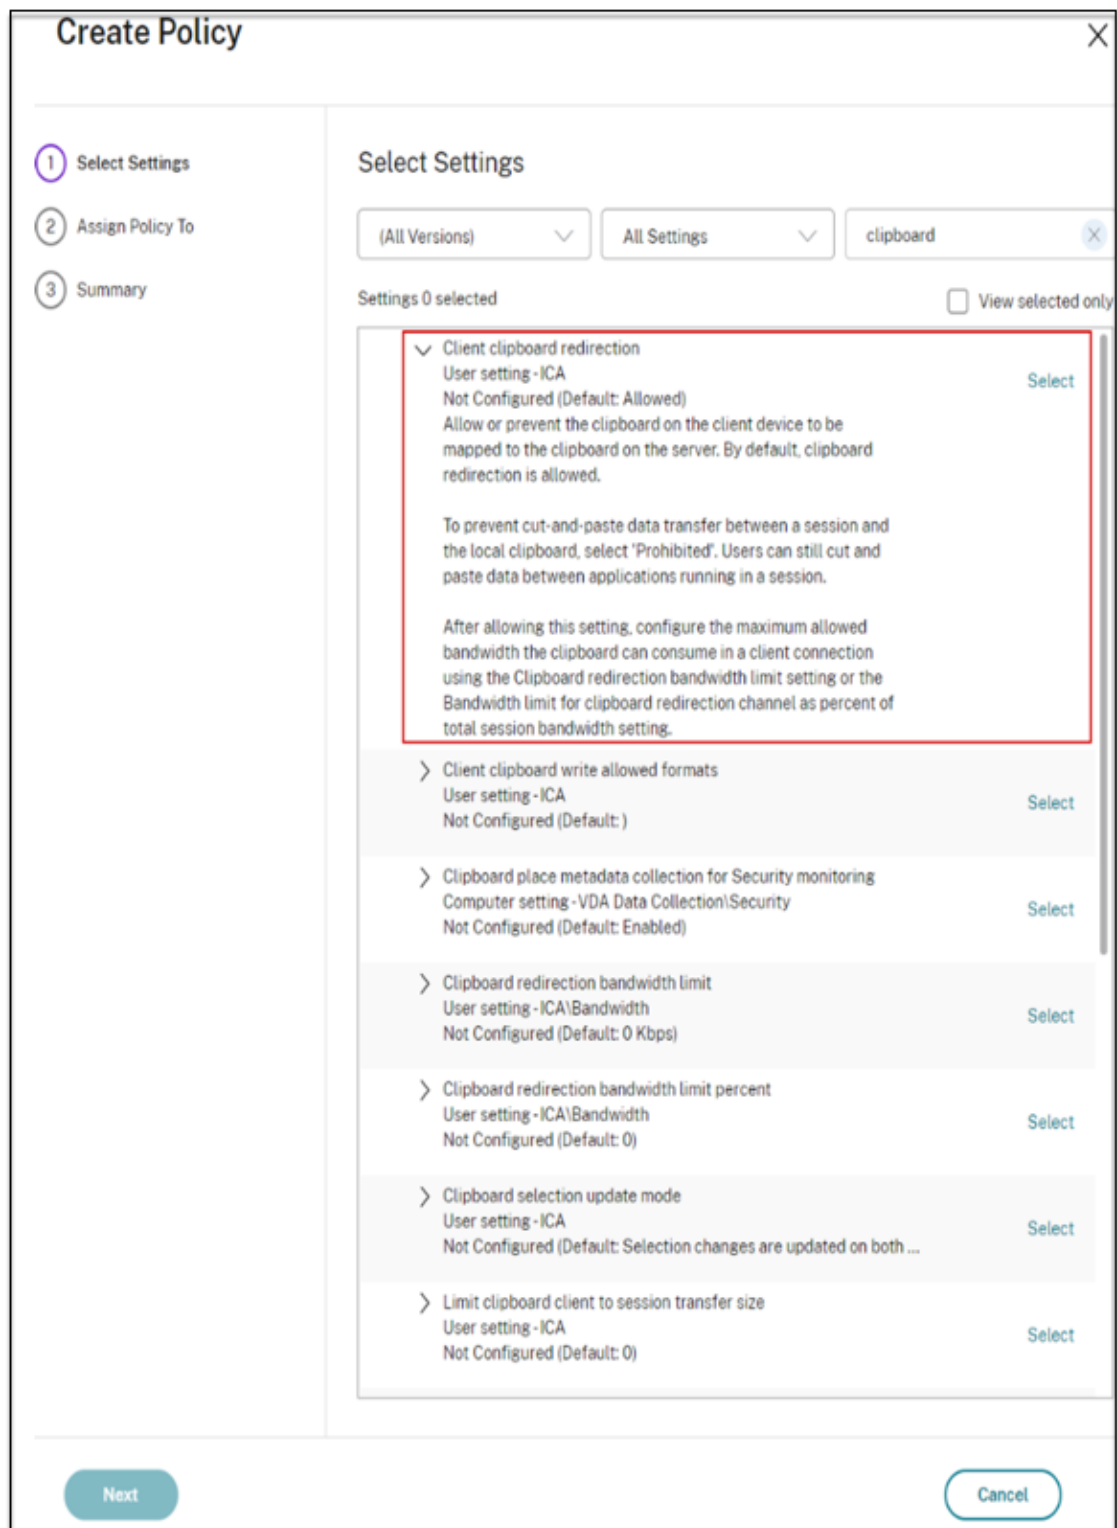 Create Policy
1 Select Settings
2 Assign Policy To
3 Summary
Select Settings
(All Versions)
All Settings
clipboard
Settings 0 selected
View selected only
Client clipboard redirection
User setting - ICA
Not Configured (Default: Allowed)
Select
Allow or prevent the clipboard on the client device to be
mapped to the clipboard on the server. By default, clipboard
redirection is allowed.
To prevent cut-and-paste data transfer between a session and
the local clipboard, select 'Prohibited'. Users can still cut and
paste data between applications running in a session.
After allowing this setting, configure the maximum allowed
bandwidth the clipboard can consume in a client connection
using the Clipboard redirection bandwidth limit setting or the
Bandwidth limit for clipboard redirection channel as percent of
total session bandwidth setting.
Client clipboard write allowed formats
User setting - ICA
Not Configured (Default: )
Select
Clipboard place metadata collection for Security monitoring
Computer setting - VDA Data Collection\Security
Not Configured (Default: Enabled)
Select
Clipboard redirection bandwidth limit
User setting - ICA\Bandwidth
Not Configured (Default: 0 Kbps)
Select
Clipboard redirection bandwidth limit percent
User setting - ICA\Bandwidth
Not Configured (Default: 0)
Select
Clipboard selection update mode
User setting - ICA
Not Configured (Default: Selection changes are updated on both ...
Select
Limit clipboard client to session transfer size
User setting - ICA
Not Configured (Default: 0)
Select
Next
Cancel